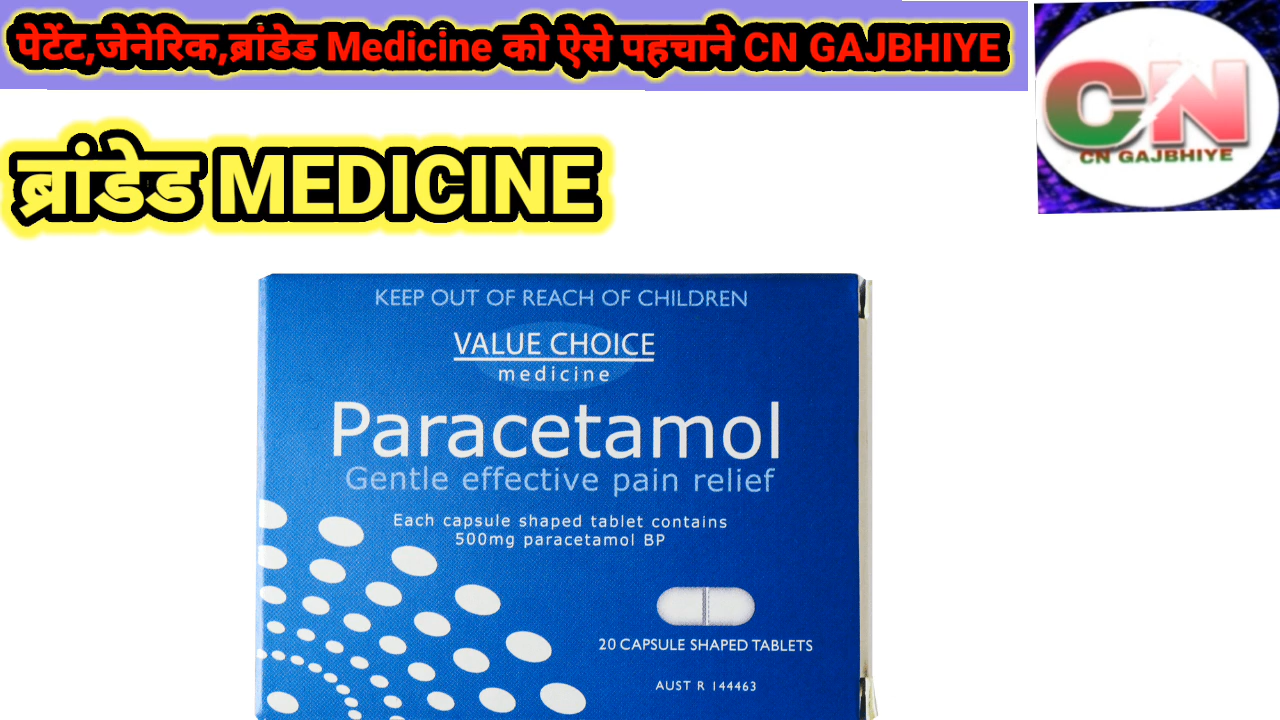 पेटेंट,जेनेरिक,ब्रांडेड Medicine को ऐसे पहचाने CN GAJBHIYE
CN
CN GAJBHIYE
ब्रांडेड MEDICINE
KEEP OUT OF REACH OF CHILDREN
VALUE CHOICE
medicine
Paracetamol
Gentle effective pain relief
Each capsule shaped tablet contains
500mg paracetamol BP
20 CAPSULE SHAPED TABLETS
AUST R 144463